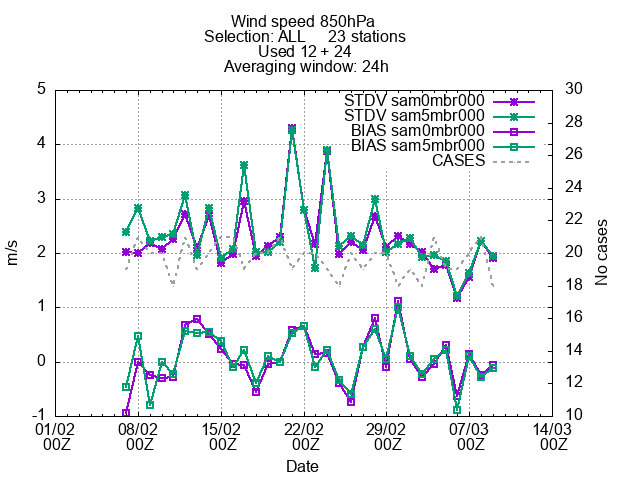 Wind speed 850hPa
Selection: ALL 23 stations
Used 12 + 24
Averaging window: 24h
STDV sam0mbr000
STDV sam5mbr000
BIAS sam0mbr000
BIAS sam5mbr000
CASES
5
4
3
2
1
0
-1
m/s
30
28
26
24
22
20
18
16
14
12
10
No cases
01/02 08/02 15/02 22/02 29/02 07/03 14/03
00Z 00Z 00Z 00Z 00Z 00Z 00Z
Date